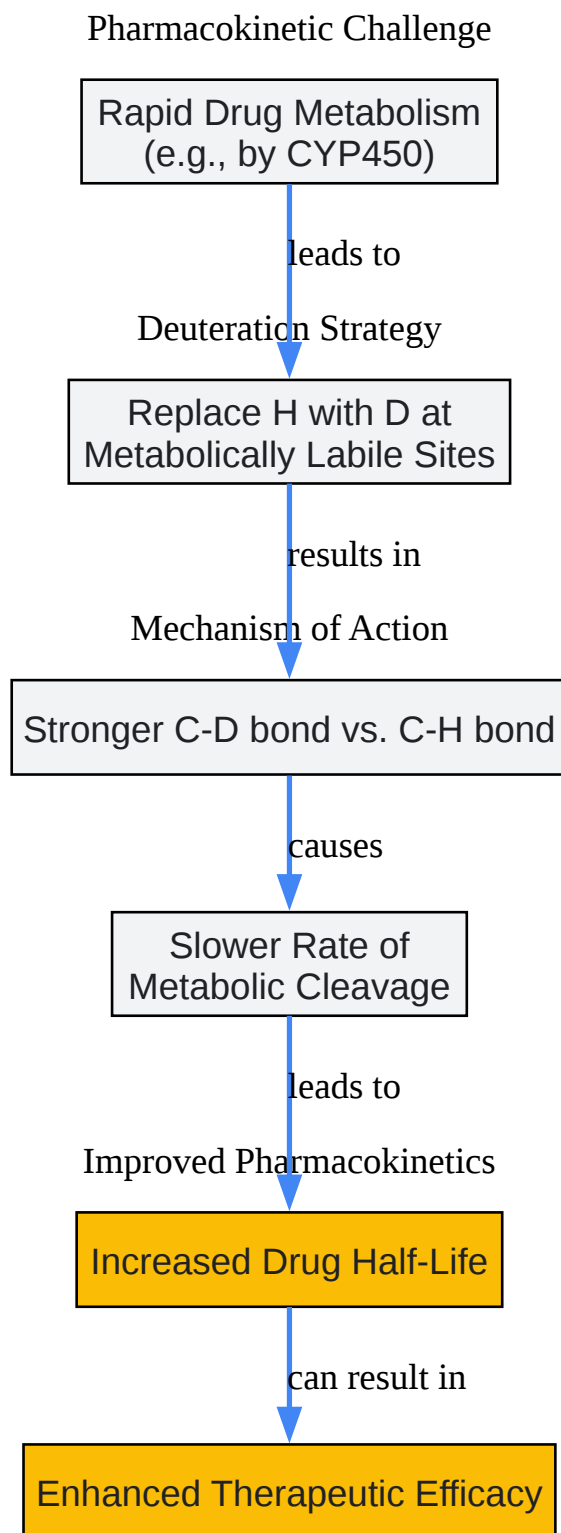 Pharmacokinetic Challenge
Rapid Drug Metabolism
(e.g., by CYP450)
leads to
Deuteration Strategy
Replace H with D at
Metabolically Labile Sites
results in
Mechanism of Action
Stronger C-D bond vs. C-H bond
causes
Slower Rate of
Metabolic Cleavage
leads to
Improved Pharmacokinetics
Increased Drug Half-Life
can result in
Enhanced Therapeutic Efficacy